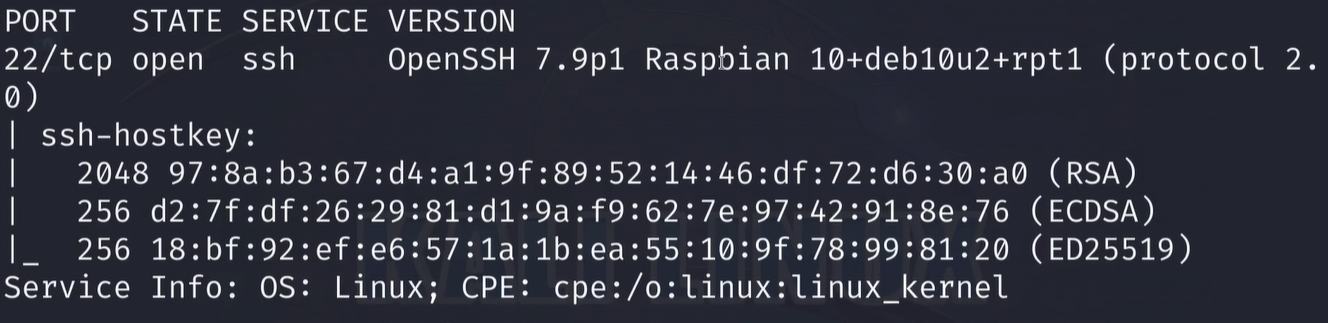 PORT   STATE SERVICE VERSION
22/tcp open  ssh     OpenSSH 7.9p1 Raspbian 10+deb10u2+rpt1 (protocol 2.
0)
| ssh-hostkey:
|   2048 97:8a:b3:67:d4:a1:9f:89:52:14:46:df:72:d6:30:a0 (RSA)
|   256 d2:7f:df:26:29:81:d1:9a:f9:62:7e:97:42:91:8e:76 (ECDSA)
|_  256 18:bf:92:ef:e6:57:1a:1b:ea:55:10:9f:78:99:81:20 (ED25519)
Service Info: OS: Linux; CPE: cpe:/o:linux:linux_kernel